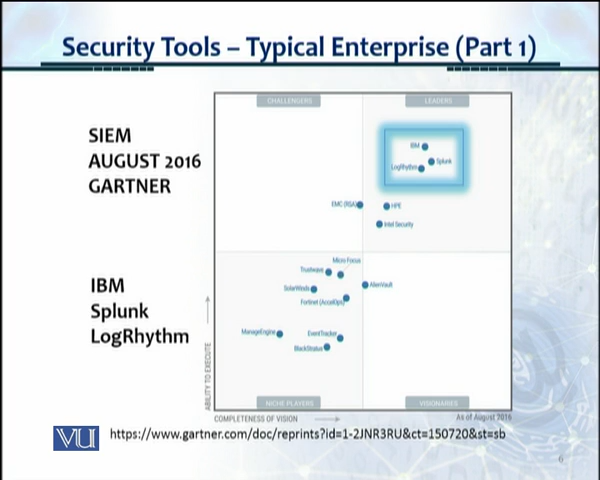 Security Tools – Typical Enterprise (Part 1)
SIEM
AUGUST 2016
GARTNER
IBM
Splunk
LogRhythm
CHALLENGERS
LEADERS
IBM
Splunk
LogRhythm
EMC (RSA)
HPE
Intel Security
Micro Focus
Trustwave
SolarWinds
AlienVault
Fortinet (AccelOps)
ManageEngine
EventTracker
BlackStratus
NICHE PLAYERS
VISIONARIES
ABILITY TO EXECUTE
COMPLETENESS OF VISION
As of August 2016
VU
https://www.gartner.com/doc/reprints?id=1-2JNR3RU&ct=150720&st=sb
6